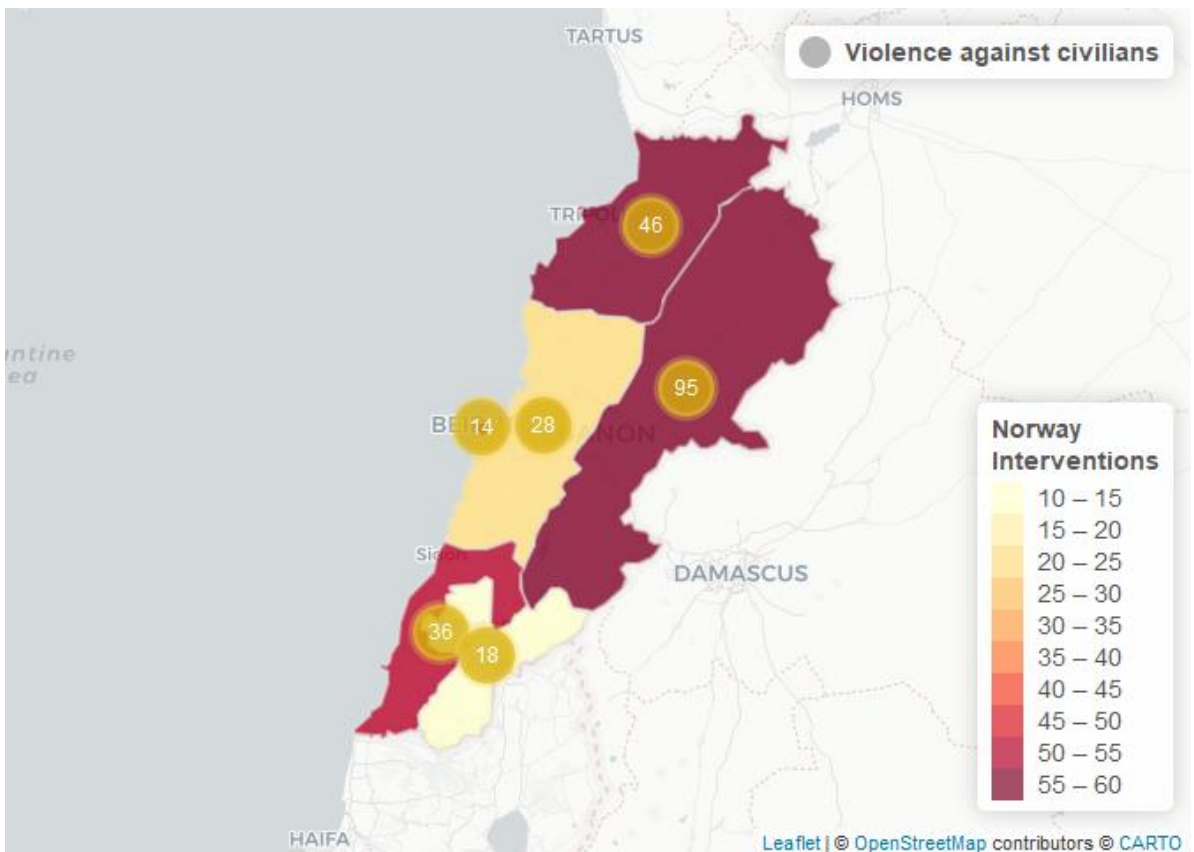 TARTUS
Violence against civilians
HOMS
46
95
14
28
DAMASCUS
36
18
HAIFA
Norway
Interventions
10 – 15
15 – 20
20 – 25
25 – 30
30 – 35
35 – 40
40 – 45
45 – 50
50 – 55
55 – 60
Leaflet | © OpenStreetMap contributors © CARTO